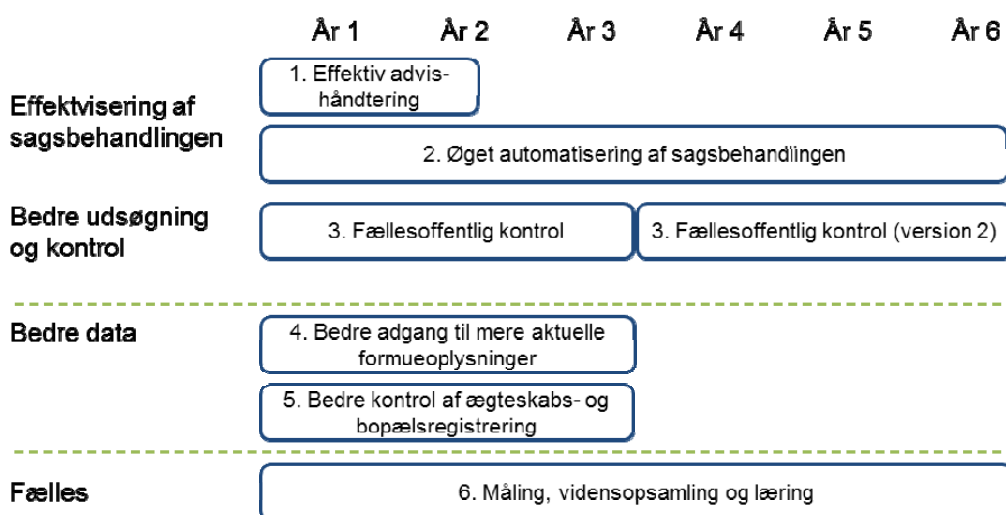 År 1 År 2 År 3 År 4 År 5 År 6
Effektvisering af
sagsbehandlingen
1. Effektiv advis-
håndtering
2. Øget automatisering af sagsbehandlingen
Bedre udsøgning
og kontrol
3. Fællesoffentlig kontrol
3. Fællesoffentlig kontrol (version 2)
Bedre data
4. Bedre adgang til mere aktuelle
formueoplysninger
5. Bedre kontrol af ægteskabs- og
bopælsregistrering
Fælles
6. Måling, vidensopsamling og læring